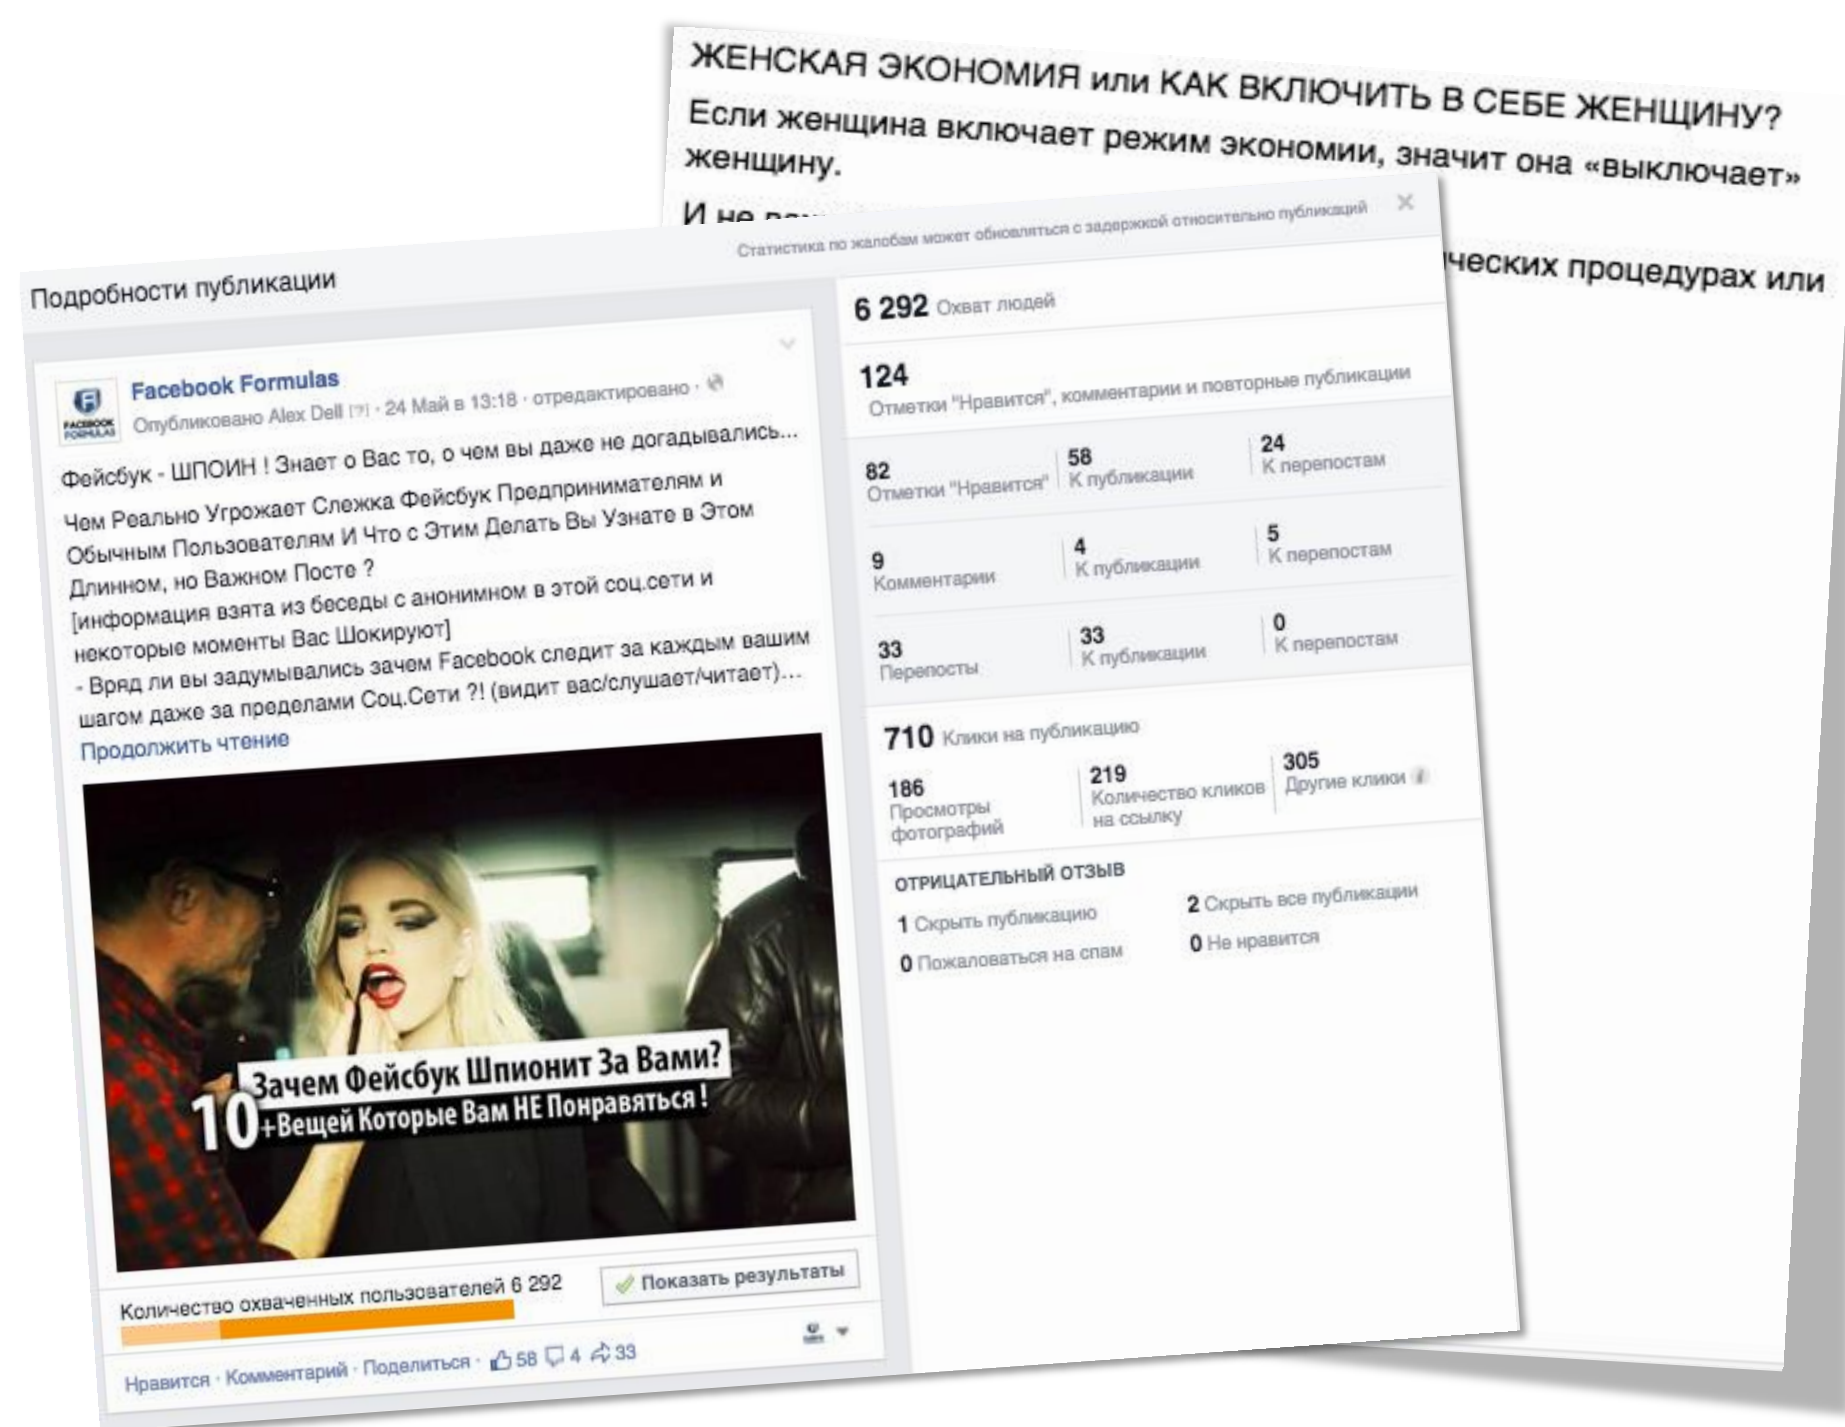 ЖЕНСКАЯ ЭКОНОМИЯ или КАК ВКЛЮЧИТЬ В СЕБЕ ЖЕНЩИНУ?
Если женщина включает режим экономии, значит она «выключает»
женщину.
И не
ческих процедурах или
Подробности публикации
Статистика по жалобам может обновляться с задержкой относительно публикаций
Facebook Formulas
Опубликовано Alex Dell [?] · 24 Май в 13:18 · отредактировано ·
FACEBOOK
FORMULAS
Фейсбук - ШПОИН ! Знает о Вас то, о чем вы даже не догадывались...
Чем Реально Угрожает Слежка Фейсбук Предпринимателям и
Обычным Пользователям И Что с Этим Делать Вы Узнате в Этом
Длинном, но Важном Посте ?
[информация взята из беседы с анонимном в этой соц.сети и
некоторые моменты Вас Шокируют]
- Вряд ли вы задумывались зачем Facebook следит за каждым вашим
шагом даже за пределами Соц.Сети ?! (видит вас/слушает/читает)...
Продолжить чтение
Зачем Фейсбук Шпионит За Вами?
10+Вещей Которые Вам НЕ Понравяться !
Количество охваченных пользователей 6 292
Показать результаты
Нравится · Комментарий · Поделиться · 58 4 33
6 292 Охват людей
124
Отметки "Нравится", комментарии и повторные публикации
82 58 24
Отметки "Нравится" К публикации К перепостам
9 4 5
Комментарии К публикации К перепостам
33 33 0
Перепосты К публикации К перепостам
710 Клики на публикацию
186 219 305
Просмотры Количество кликов Другие клики i
фотографий на ссылку
ОТРИЦАТЕЛЬНЫЙ ОТЗЫВ
1 Скрыть публикацию 2 Скрыть все публикации
0 Пожаловаться на спам 0 Не нравится